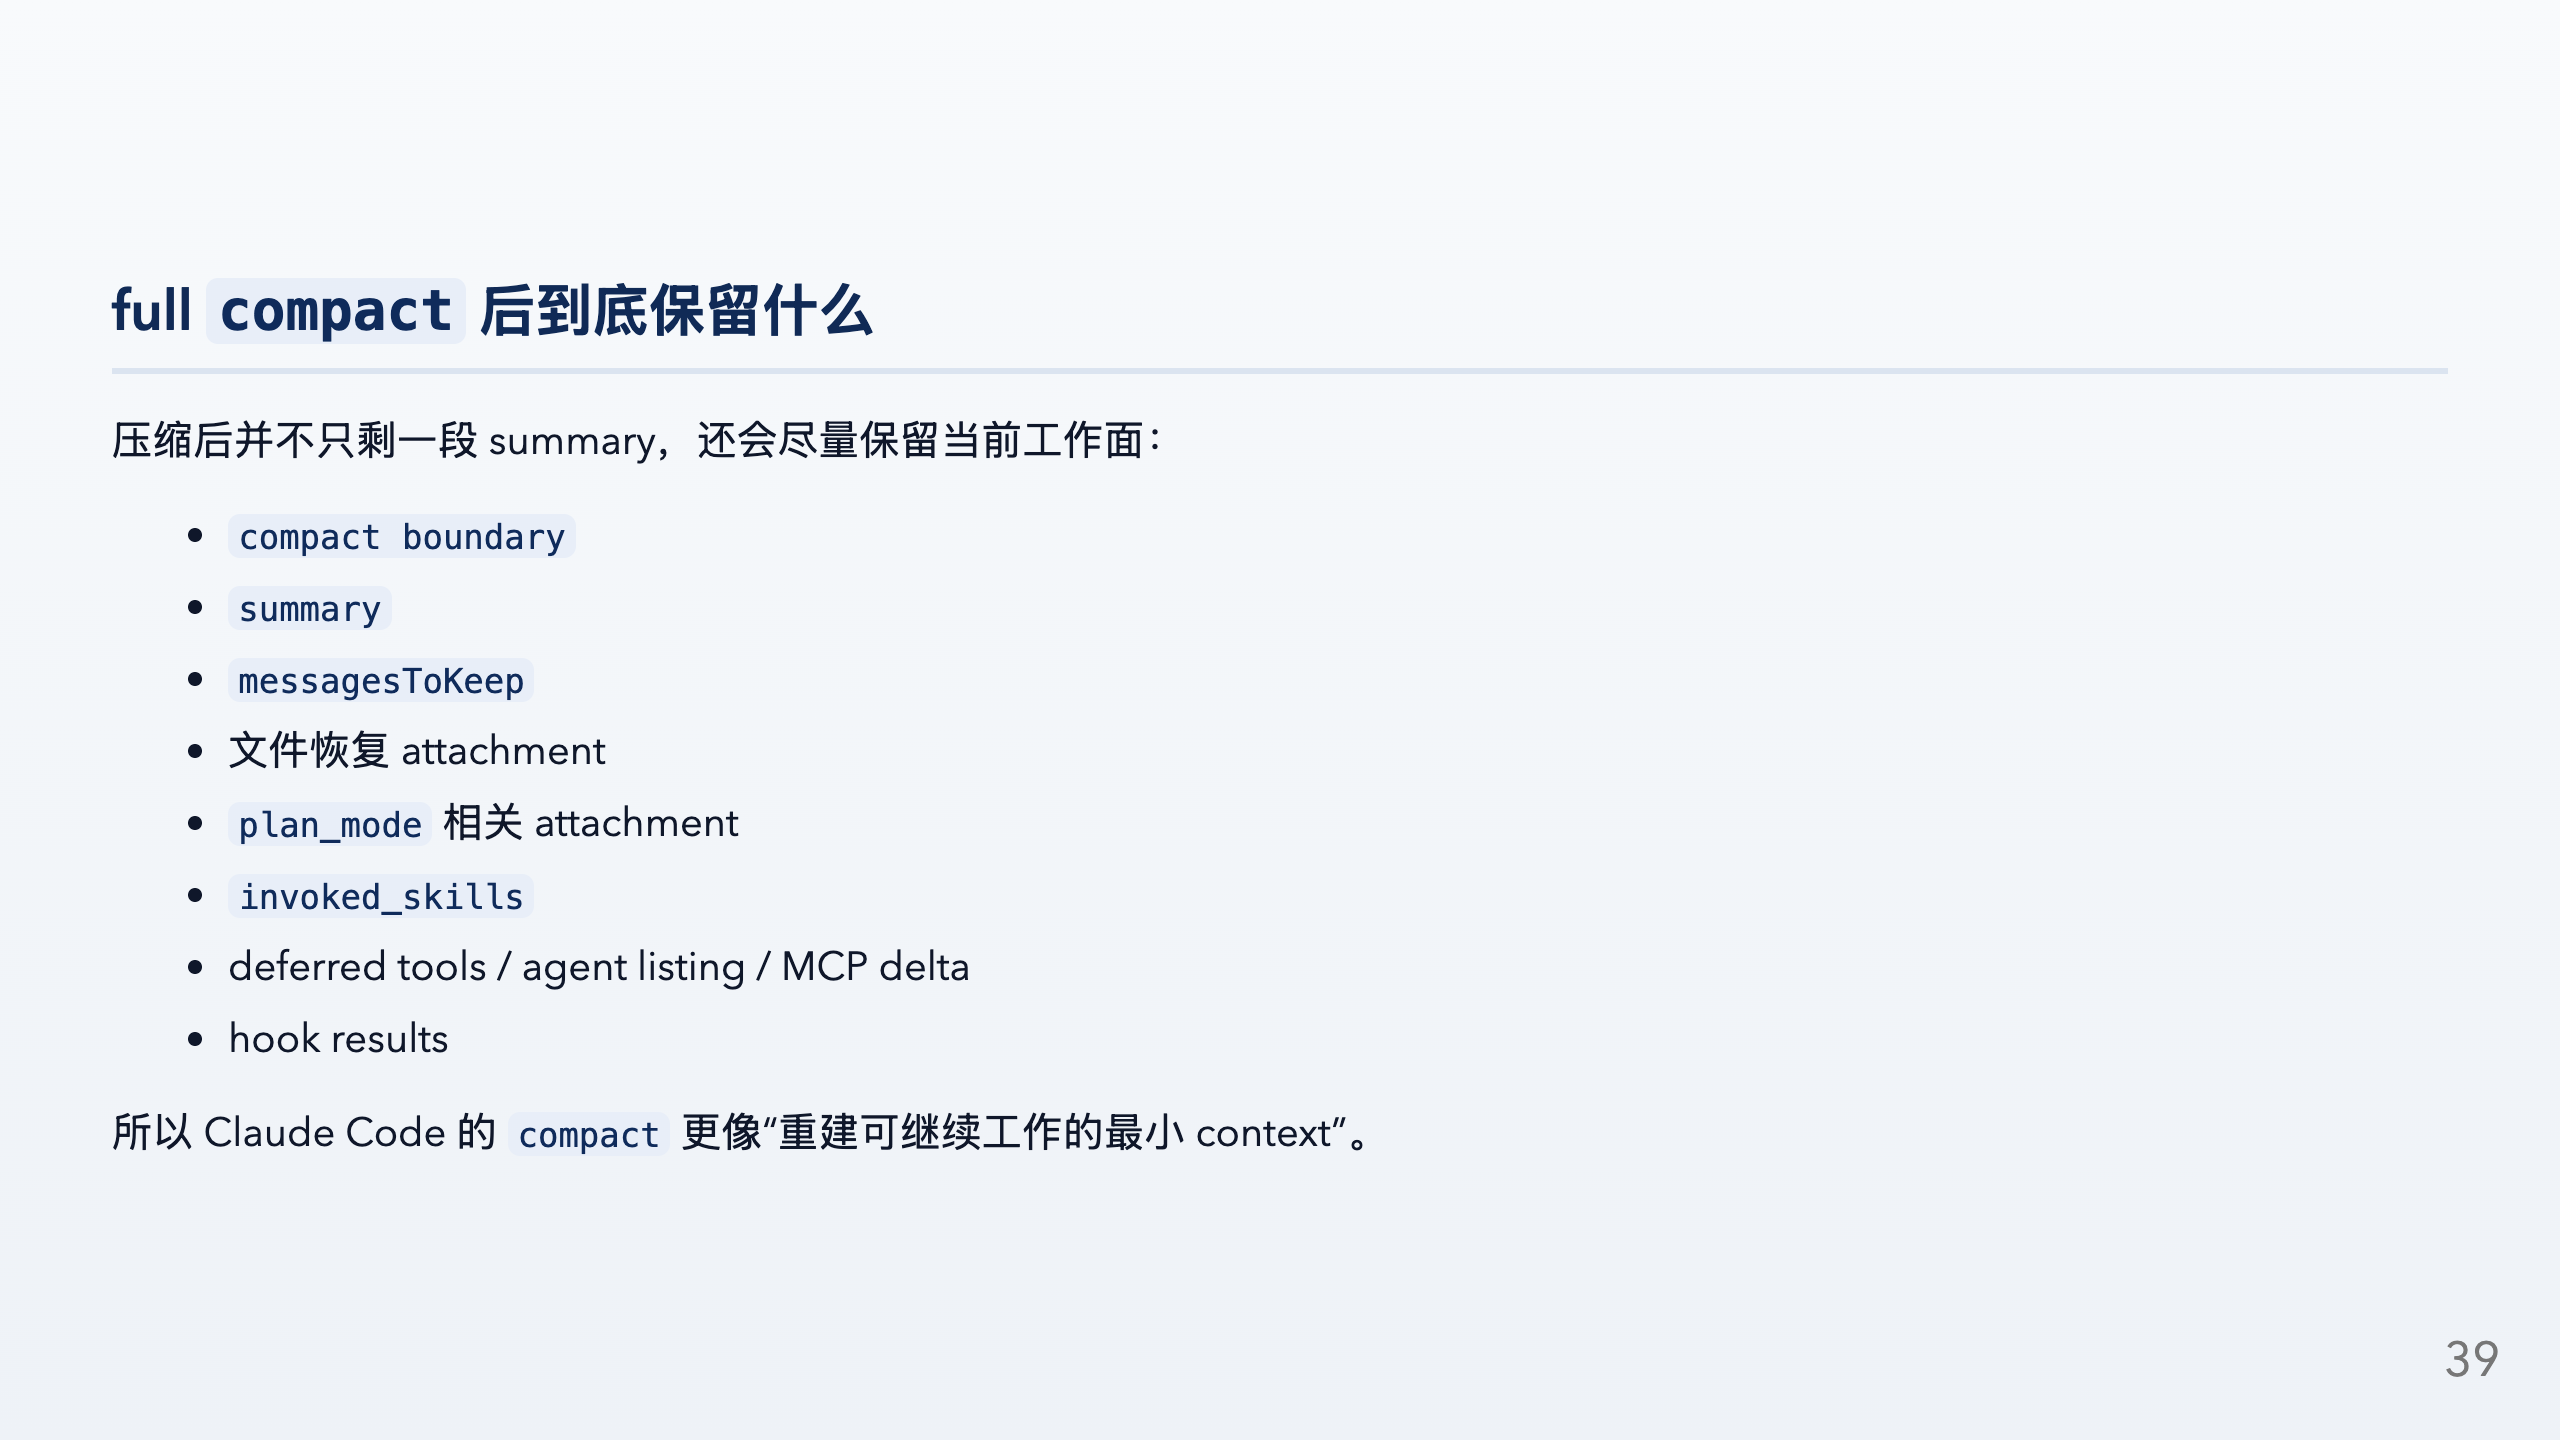 full compact 后到底保留什么
压缩后并不只剩一段 summary，还会尽量保留当前工作面：
• compact boundary
• summary
• messagesToKeep
• 文件恢复 attachment
• plan_mode 相关 attachment
• invoked_skills
• deferred tools / agent listing / MCP delta
• hook results
所以 Claude Code 的 compact 更像“重建可继续工作的最小 context”。
39